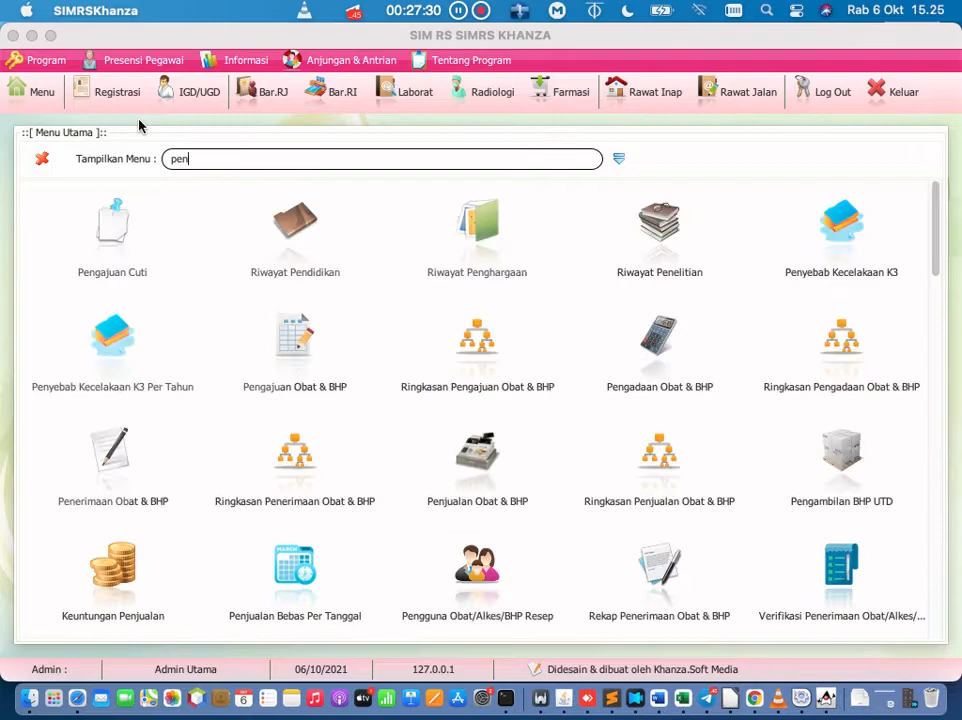 SIMRSKhanza
45
00:27:30
Rab 6 Okt 15.25
SIM RS SIMRS KHANZA
Program
Presensi Pegawai
Informasi
Anjungan & Antrian
Tentang Program
Menu
Registrasi
IGD/UGD
Bar.RJ
Bar.RI
Laborat
Radiologi
Farmasi
Rawat Inap
Rawat Jalan
Log Out
Keluar
::[ Menu Utama ]::
Tampilkan Menu :
pen
Pengajuan Cuti
Riwayat Pendidikan
Riwayat Penghargaan
Riwayat Penelitian
Penyebab Kecelakaan K3
Penyebab Kecelakaan K3 Per Tahun
Pengajuan Obat & BHP
Ringkasan Pengajuan Obat & BHP
Pengadaan Obat & BHP
Ringkasan Pengadaan Obat & BHP
Penerimaan Obat & BHP
Ringkasan Penerimaan Obat & BHP
Penjualan Obat & BHP
Ringkasan Penjualan Obat & BHP
Pengambilan BHP UTD
Keuntungan Penjualan
Penjualan Bebas Per Tanggal
Pengguna Obat/Alkes/BHP Resep
Rekap Penerimaan Obat & BHP
Verifikasi Penerimaan Obat/Alkes/...
Admin :
Admin Utama
06/10/2021
127.0.0.1
Didesain & dibuat oleh Khanza.Soft Media